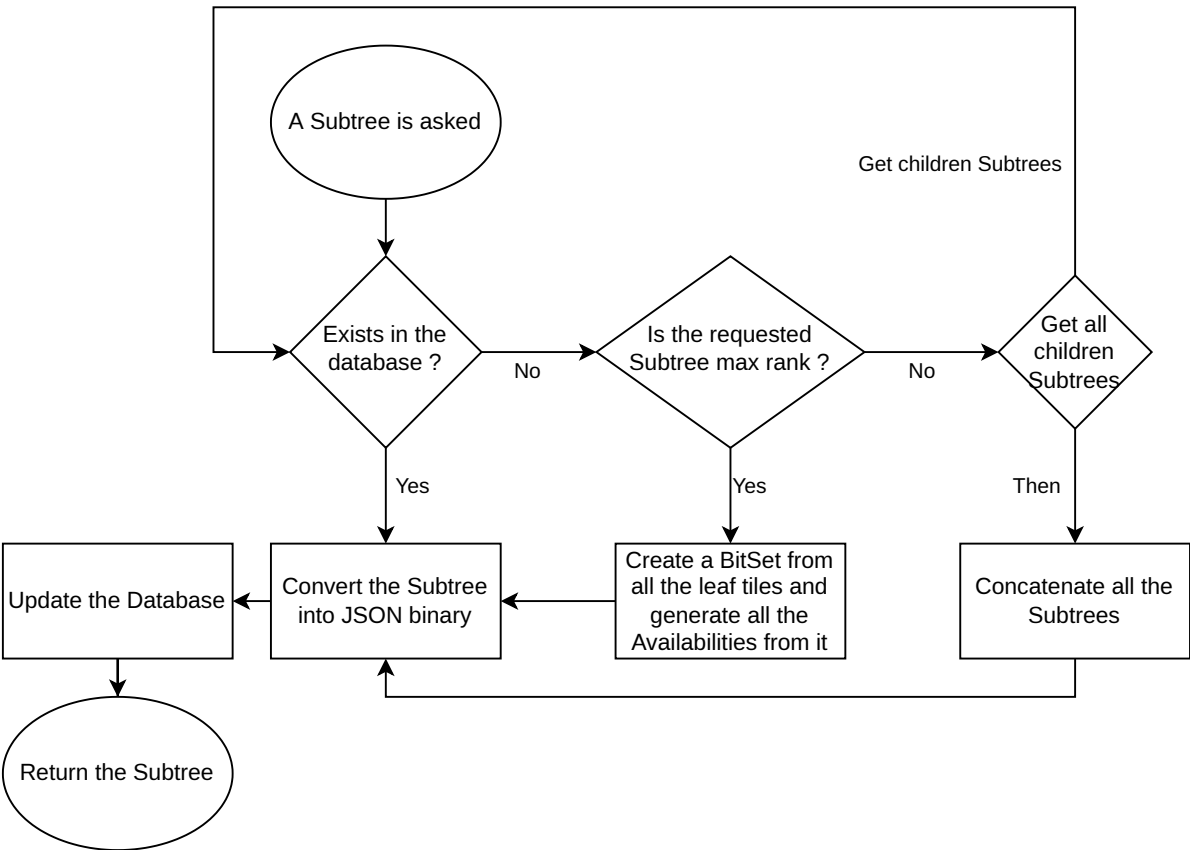 A Subtree is asked
Get children Subtrees
Exists in the
database ?
No
Is the requested
Subtree max rank ?
No
Get all
children
Subtrees
Yes
Yes
Then
Update the Database
Convert the Subtree
into JSON binary
Create a BitSet from
all the leaf tiles and
generate all the
Availabilities from it
Concatenate all the
Subtrees
Return the Subtree